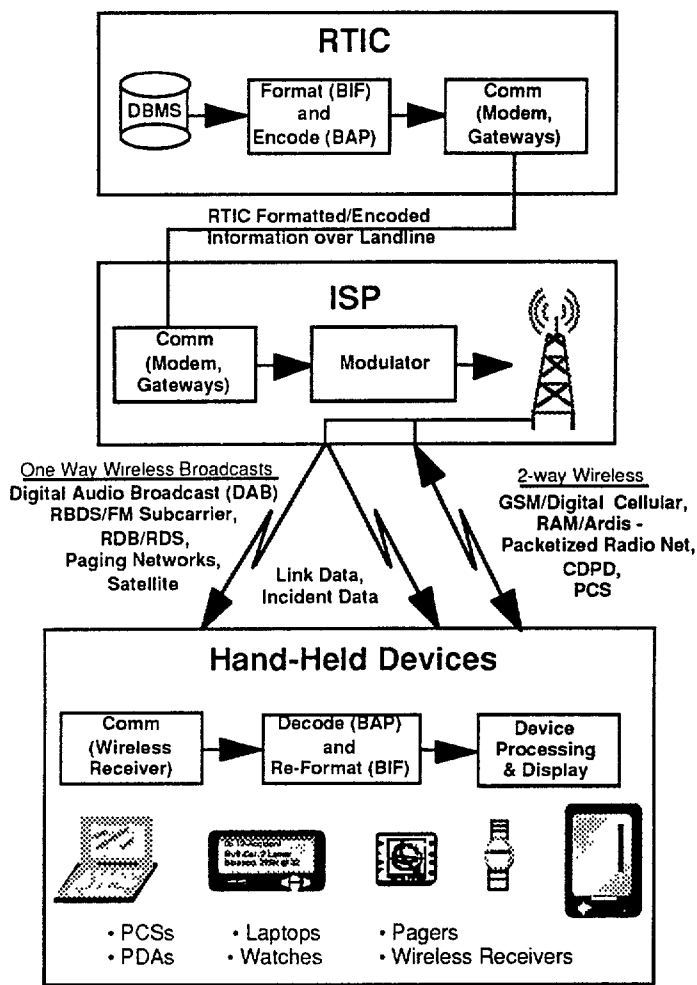 RTIC
DBMS
Format (BIF)
and
Encode (BAP)
Comm
(Modem,
Gateways)
RTIC Formatted/Encoded
Information over Landline
ISP
Comm
(Modem,
Gateways)
Modulator
One Way Wireless Broadcasts
Digital Audio Broadcast (DAB)
RBDS/FM Subcarrier,
RDB/RDS,
Paging Networks,
Satellite
Link Data,
Incident Data
2-way Wireless
GSM/Digital Cellular,
RAM/Ardis -
Packetized Radio Net,
CDPD,
PCS
Hand-Held Devices
Comm
(Wireless
Receiver)
Decode (BAP)
and
Re-Format (BIF)
Device
Processing
& Display
• PCSs
• Laptops
• Pagers
• PDAs
• Watches
• Wireless Receivers